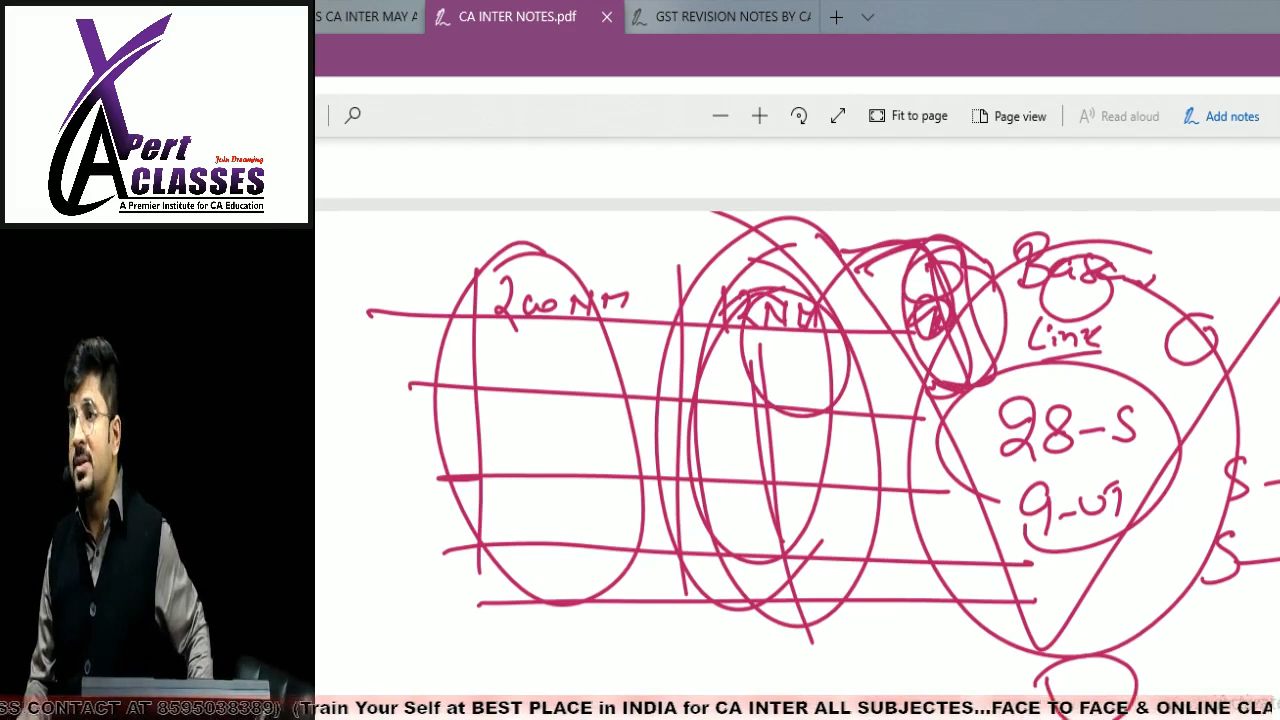 S CA INTER MAY A
CA INTER NOTES.pdf
GST REVISION NOTES BY CA
Fit to page
Page view
Read aloud
Add notes
XPert
Join Dreaming
CA CLASSES
A Premier Institute for CA Education
200 NM
12NM
Base
Line
28-S
9-UT
S-
S-
SS CONTACT AT 8595038389) (Train Your Self at BEST PLACE in INDIA for CA INTER ALL SUBJECTES...FACE TO FACE & ONLINE CLA